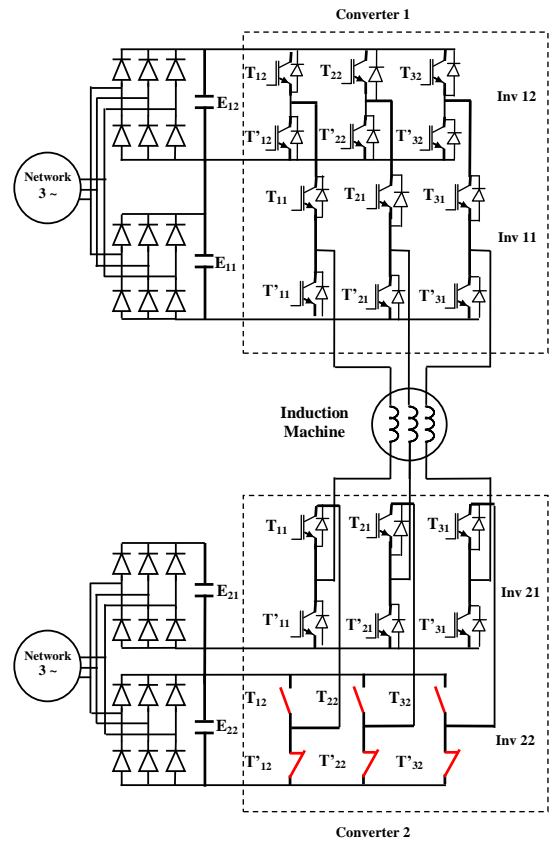 Converter 1
T12 T22 T32
E12
Inv 12
T'12 T'22 T'32
Network
3 ~
T11 T21 T31
Inv 11
E11
T'11 T'21 T'31
Induction
Machine
T11 T21 T31
E21
Inv 21
T'11 T'21 T'31
Network
3 ~
T12 T22 T32
E22
Inv 22
T'12 T'22 T'32
Converter 2